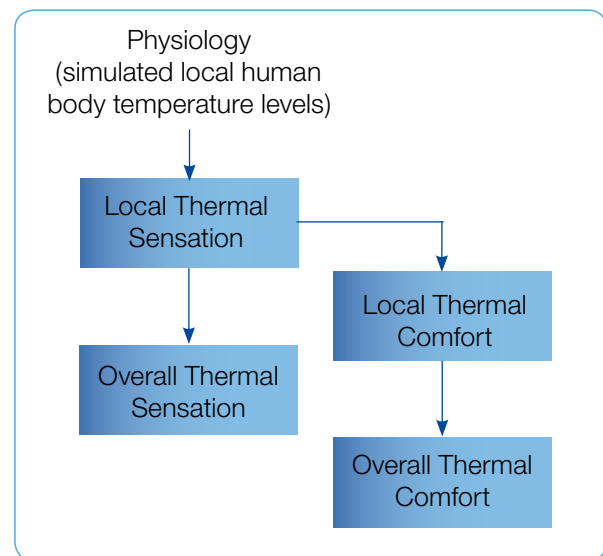 Physiology
(simulated local human
body temperature levels)
Local Thermal
Sensation
Local Thermal
Comfort
Overall Thermal
Sensation
Overall Thermal
Comfort